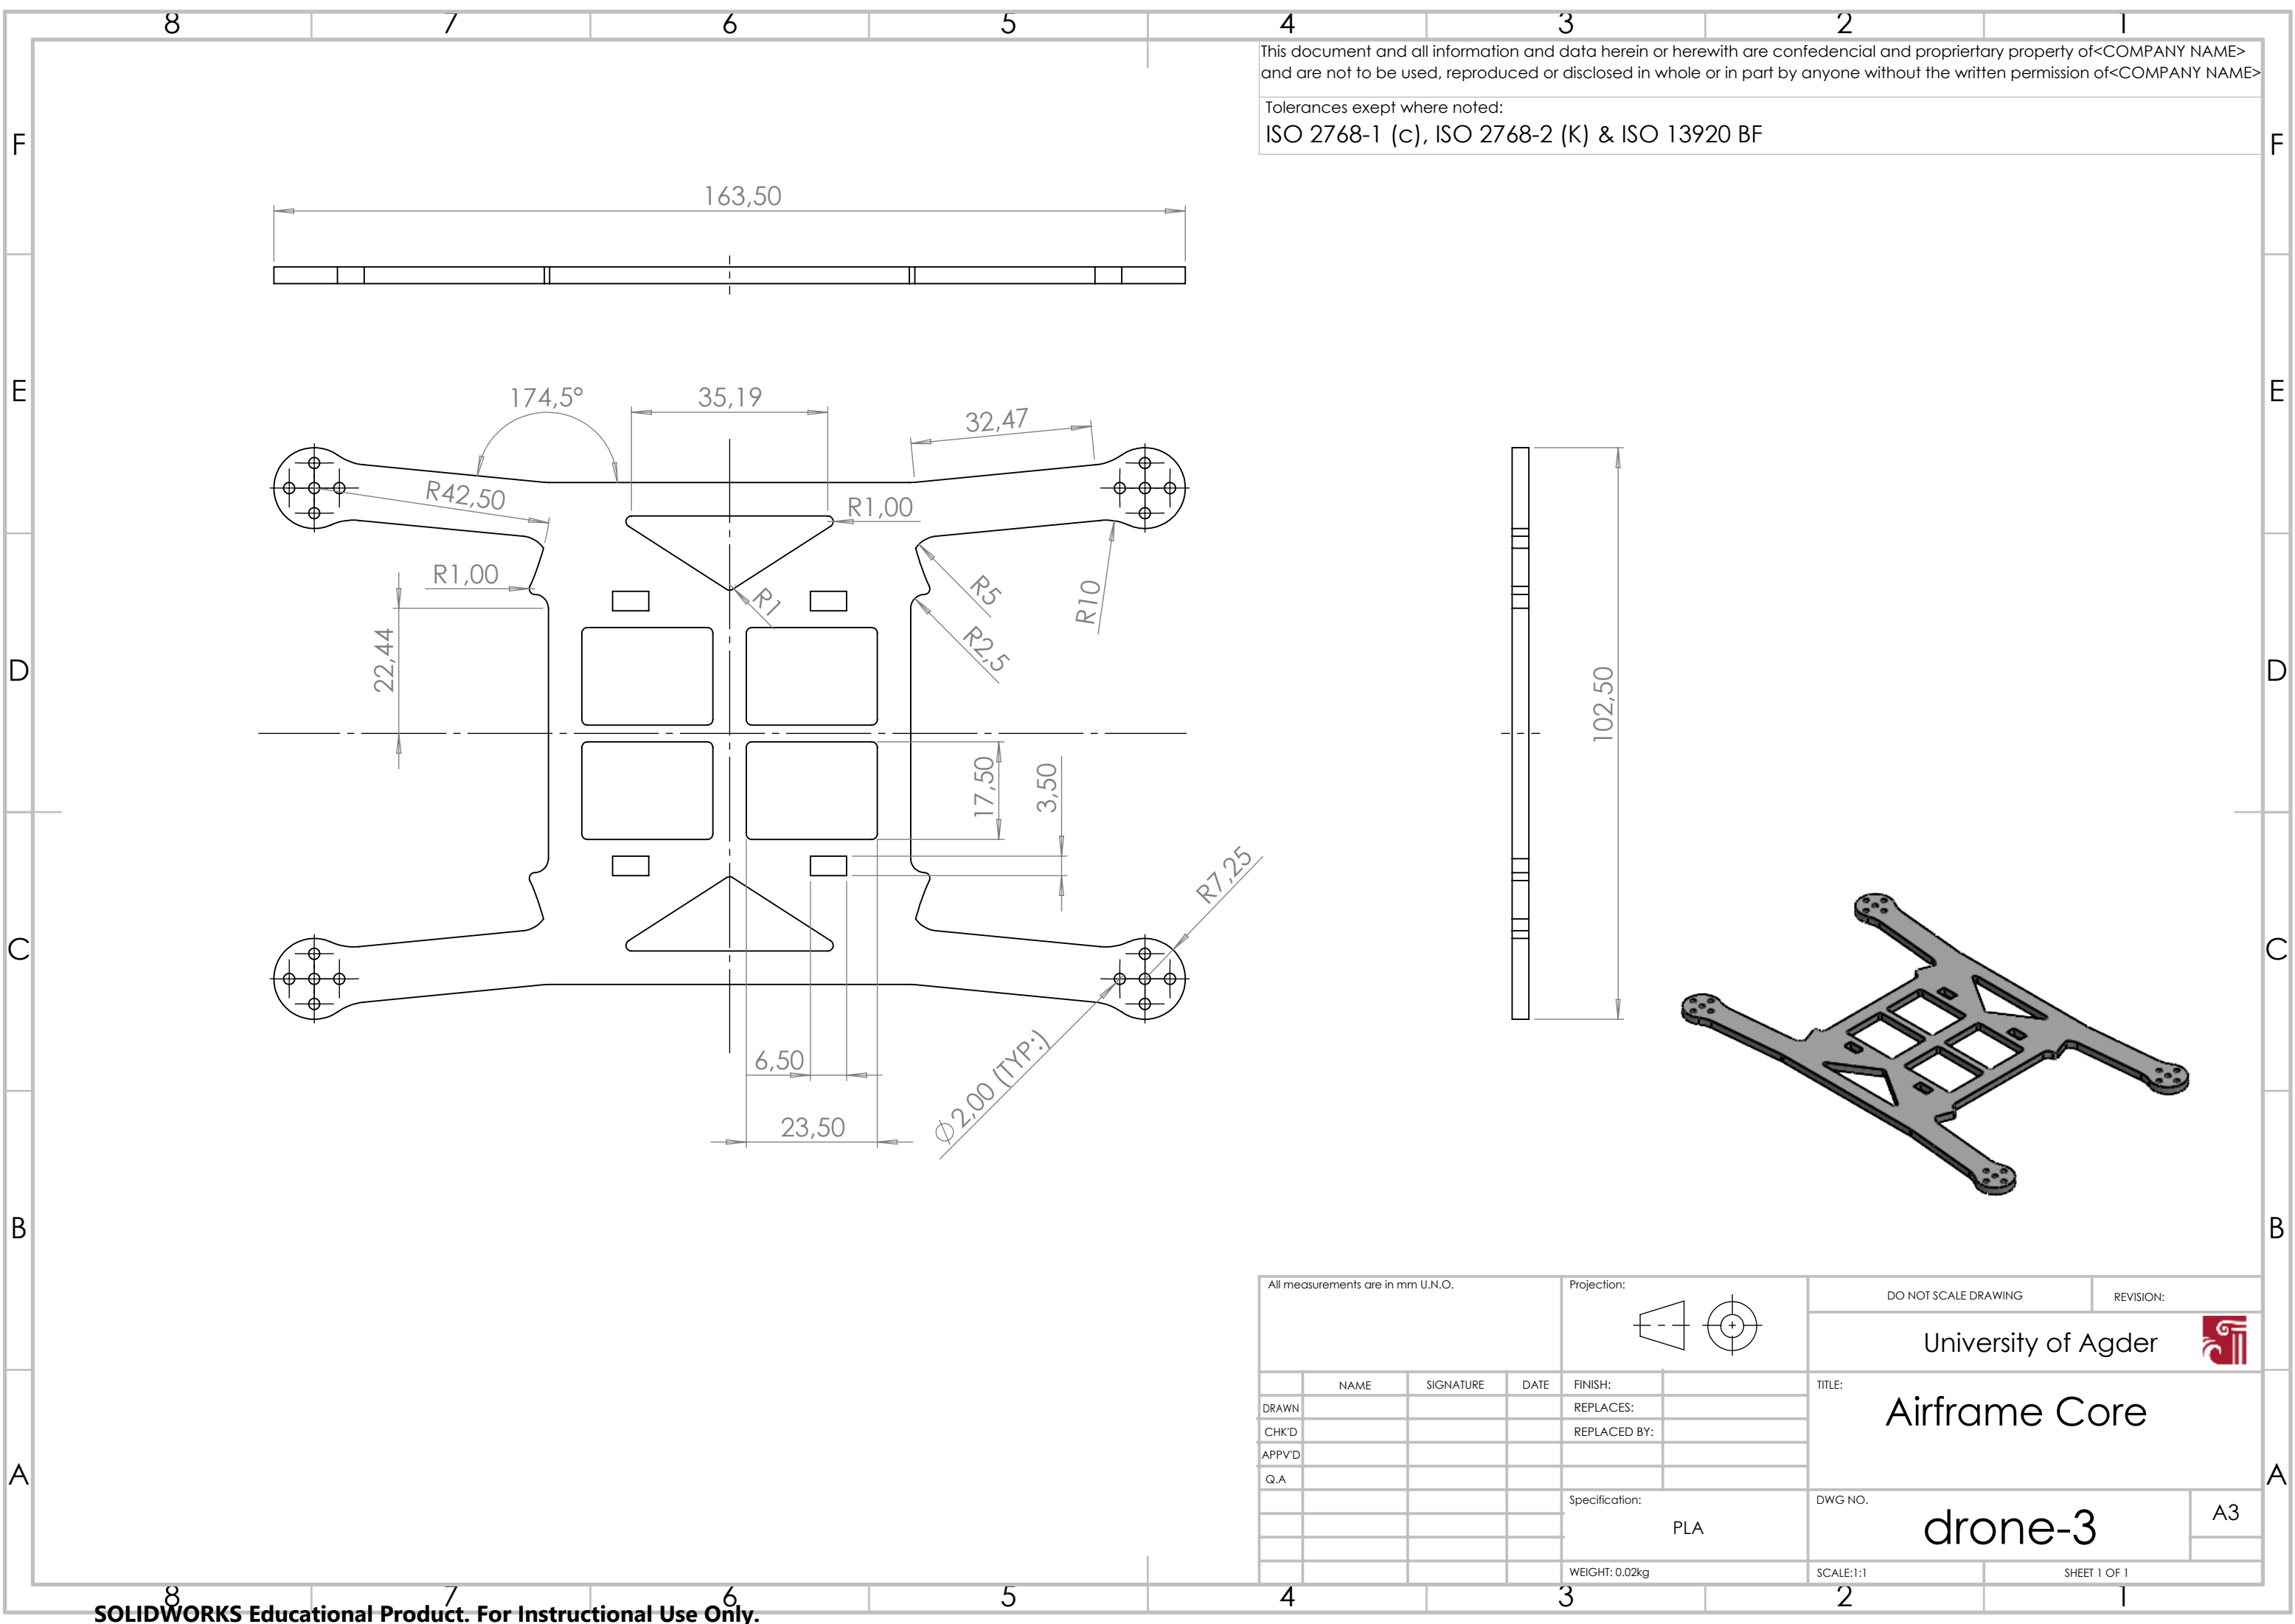 8 7 6 5 4 3 2 1
This document and all information and data herein or herewith are confedencial and propriertary property of<COMPANY NAME>
and are not to be used, reproduced or disclosed in whole or in part by anyone without the written permission of<COMPANY NAME>
Tolerances exept where noted:
ISO 2768-1 (c), ISO 2768-2 (K) & ISO 13920 BF
F F
163,50
E E
174,5°
35,19
32,47
R42,50
R1,00
R1,00
R1
R5
R10
R2,5
22,44
D D
102,50
17,50
3,50
R7,25
C C
6,50
⌀2,00 (TYP:)
23,50
B B
All measurements are in mm U.N.O.
Projection:
DO NOT SCALE DRAWING
REVISION:
University of Agder
NAME SIGNATURE DATE FINISH:
TITLE:
Airframe Core
DRAWN REPLACES:
CHK'D REPLACED BY:
APPV'D
A A
Q.A
Specification:
PLA
DWG NO.
drone-3
A3
WEIGHT: 0.02kg
SCALE:1:1
SHEET 1 OF 1
8 7 6 5 4 3 2 1
SOLIDWORKS Educational Product. For Instructional Use Only.